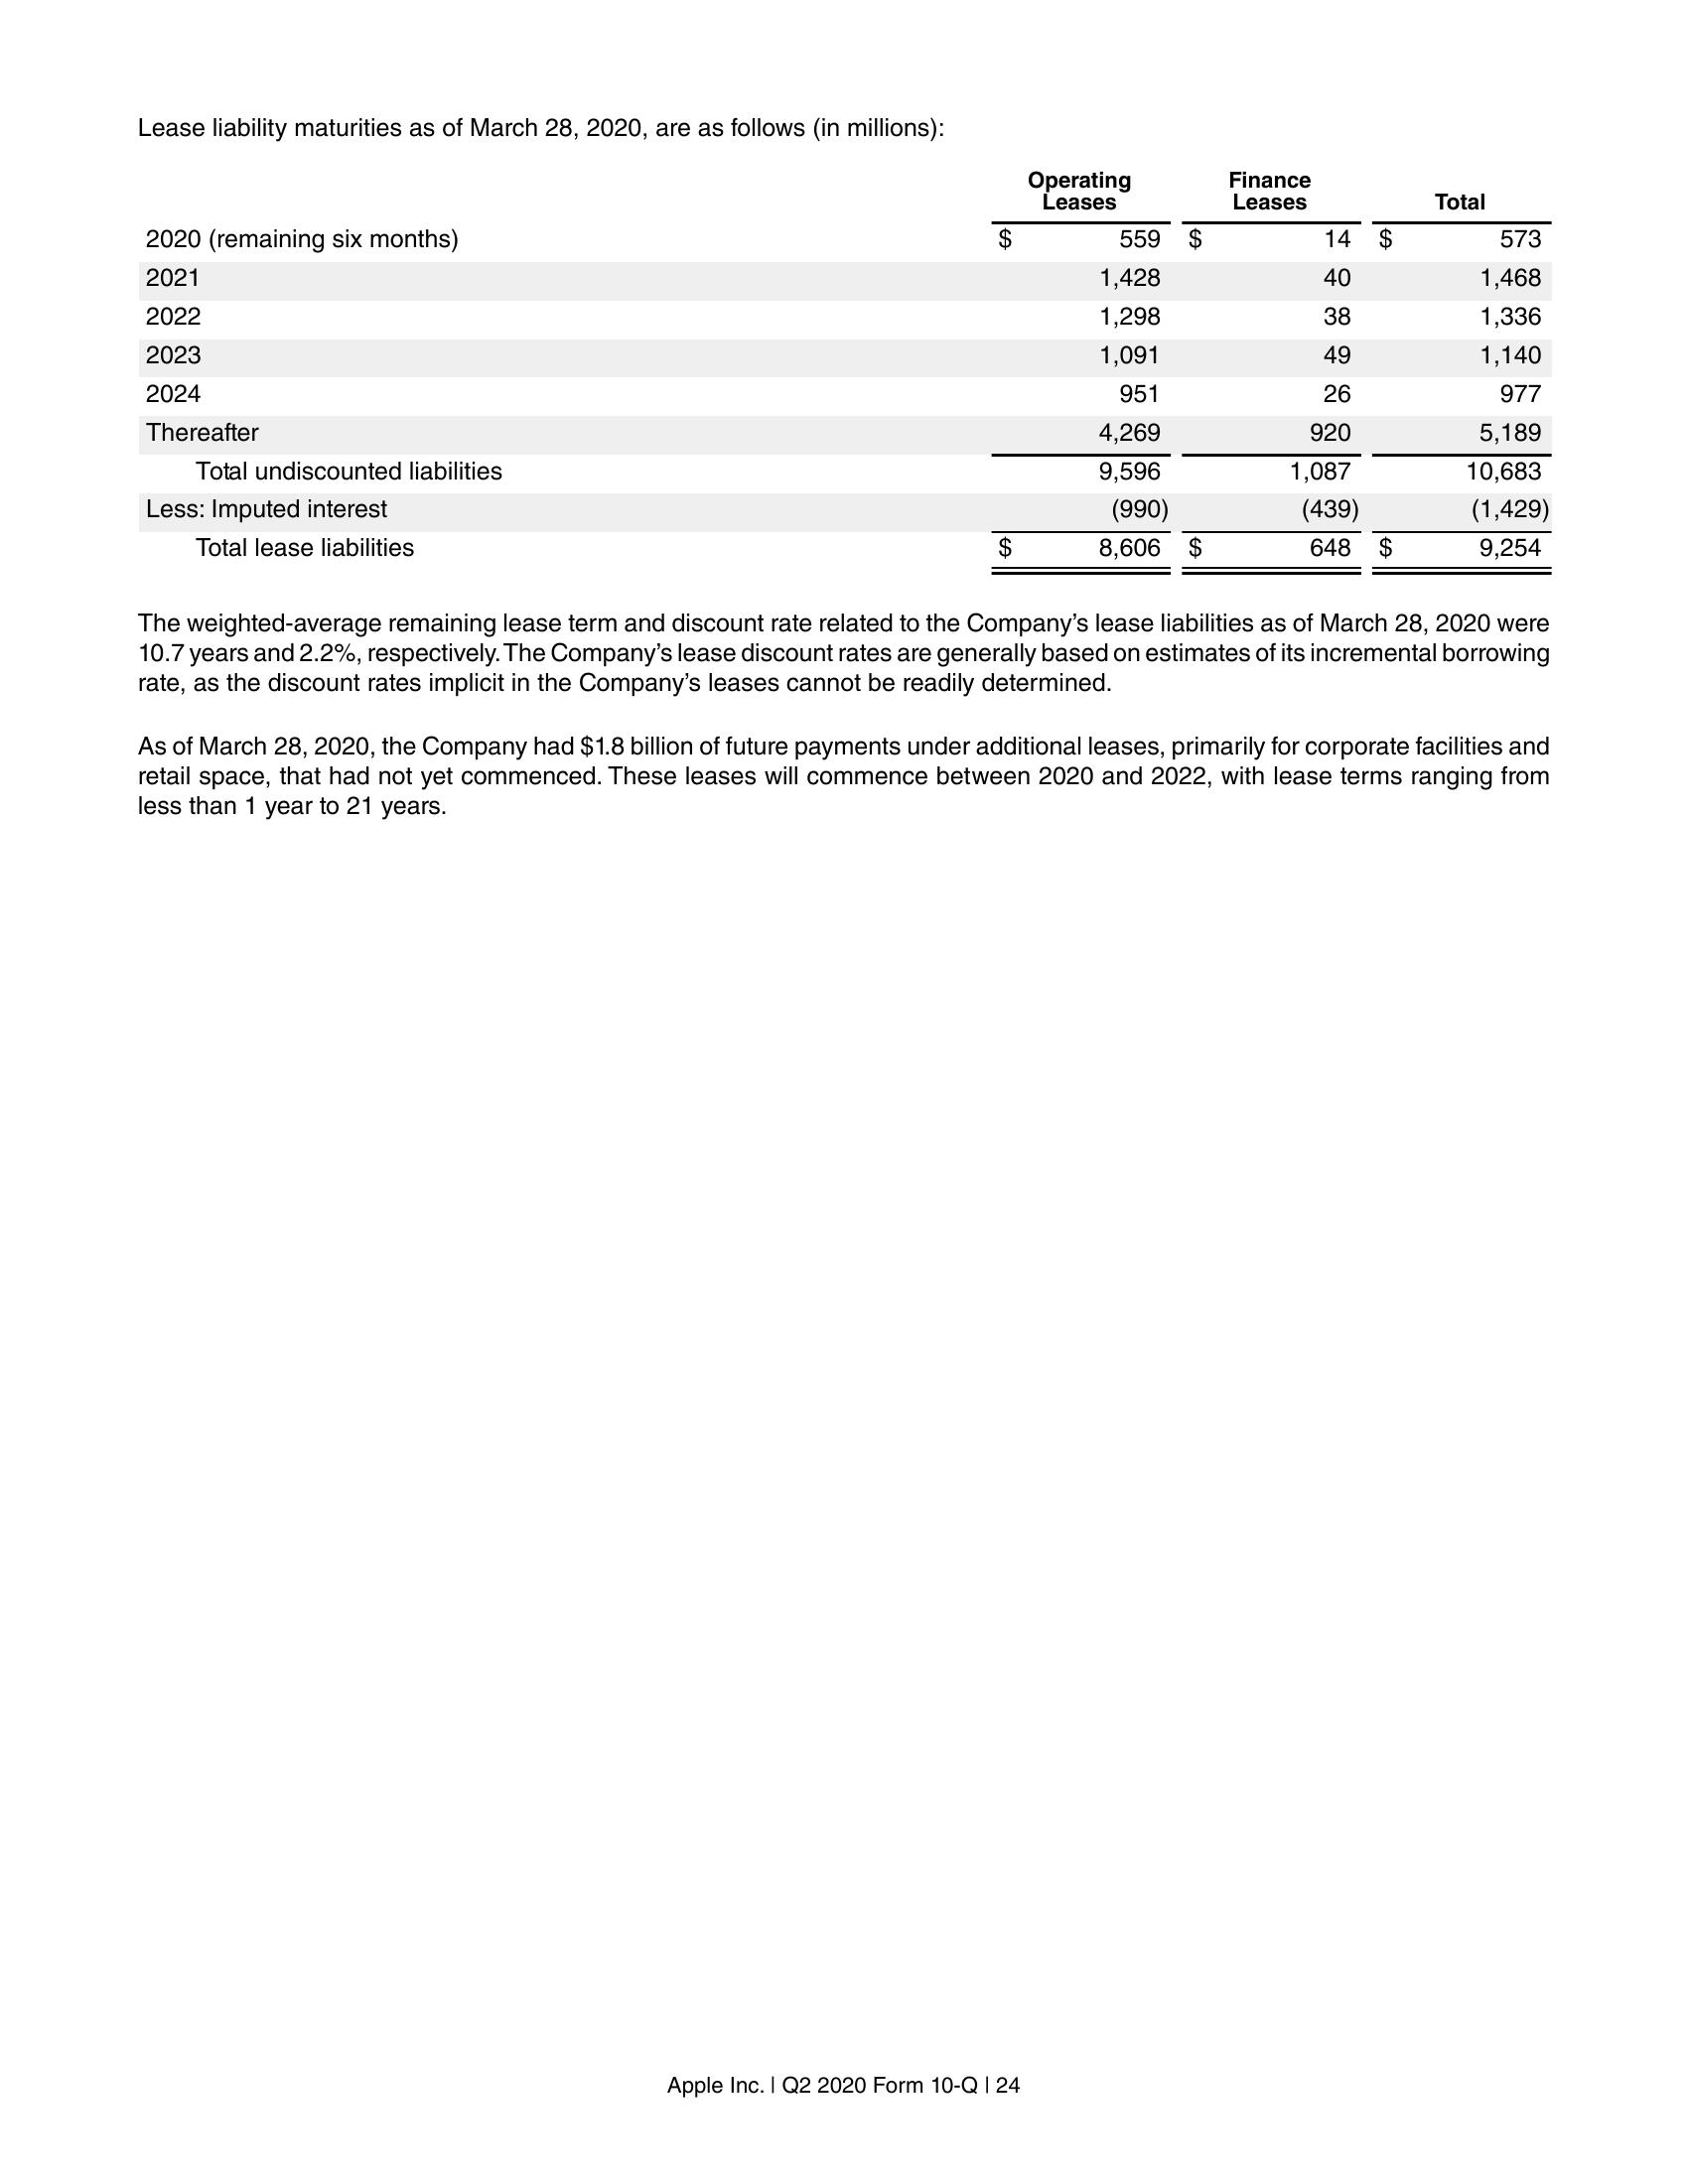 Lease liability maturities as of March 28, 2020, are as follows (in millions):
Operating Leases Finance Leases Total
2020 (remaining six months) $ 559 $ 14 $ 573
2021 1,428 40 1,468
2022 1,298 38 1,336
2023 1,091 49 1,140
2024 951 26 977
Thereafter 4,269 920 5,189
Total undiscounted liabilities 9,596 1,087 10,683
Less: Imputed interest (990) (439) (1,429)
Total lease liabilities $ 8,606 $ 648 $ 9,254
The weighted-average remaining lease term and discount rate related to the Company’s lease liabilities as of March 28, 2020 were
10.7 years and 2.2%, respectively. The Company’s lease discount rates are generally based on estimates of its incremental borrowing
rate, as the discount rates implicit in the Company’s leases cannot be readily determined.
As of March 28, 2020, the Company had $1.8 billion of future payments under additional leases, primarily for corporate facilities and
retail space, that had not yet commenced. These leases will commence between 2020 and 2022, with lease terms ranging from
less than 1 year to 21 years.
Apple Inc. | Q2 2020 Form 10-Q | 24